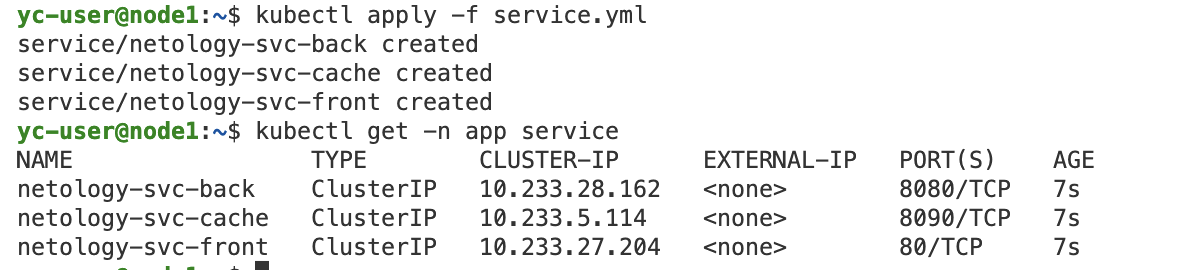 yc-user@node1:~$ kubectl apply -f service.yml
service/netology-svc-back created
service/netology-svc-cache created
service/netology-svc-front created
yc-user@node1:~$ kubectl get -n app service
NAME TYPE CLUSTER-IP EXTERNAL-IP PORT(S) AGE
netology-svc-back ClusterIP 10.233.28.162 <none> 8080/TCP 7s
netology-svc-cache ClusterIP 10.233.5.114 <none> 8090/TCP 7s
netology-svc-front ClusterIP 10.233.27.204 <none> 80/TCP 7s